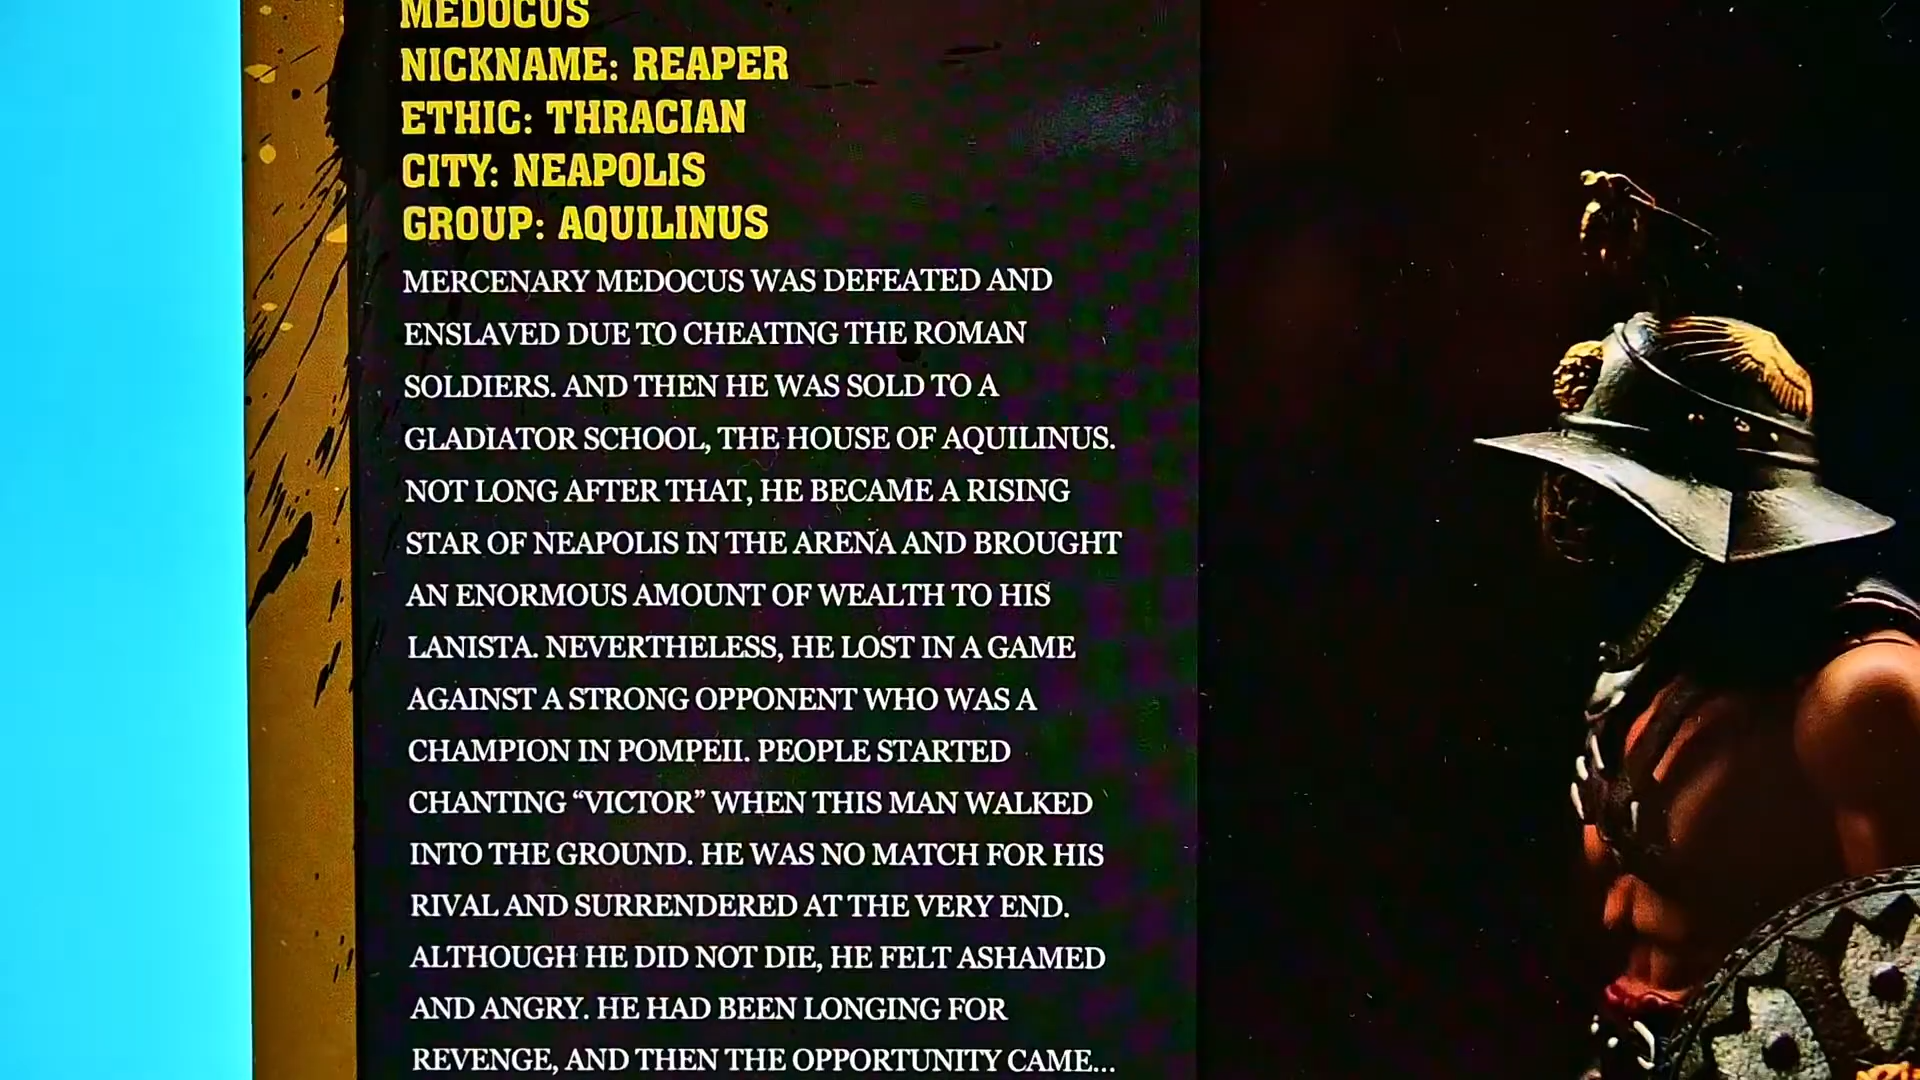 MEDOCUS
NICKNAME: REAPER
ETHIC: THRACIAN
CITY: NEAPOLIS
GROUP: AQUILINUS
MERCENARY MEDOCUS WAS DEFEATED AND
ENSLAVED DUE TO CHEATING THE ROMAN
SOLDIERS. AND THEN HE WAS SOLD TO A
GLADIATOR SCHOOL, THE HOUSE OF AQUILINUS.
NOT LONG AFTER THAT, HE BECAME A RISING
STAR OF NEAPOLIS IN THE ARENA AND BROUGHT
AN ENORMOUS AMOUNT OF WEALTH TO HIS
LANISTA. NEVERTHELESS, HE LOST IN A GAME
AGAINST A STRONG OPPONENT WHO WAS A
CHAMPION IN POMPEII. PEOPLE STARTED
CHANTING “VICTOR” WHEN THIS MAN WALKED
INTO THE GROUND. HE WAS NO MATCH FOR HIS
RIVAL AND SURRENDERED AT THE VERY END.
ALTHOUGH HE DID NOT DIE, HE FELT ASHAMED
AND ANGRY. HE HAD BEEN LONGING FOR
REVENGE, AND THEN THE OPPORTUNITY CAME...